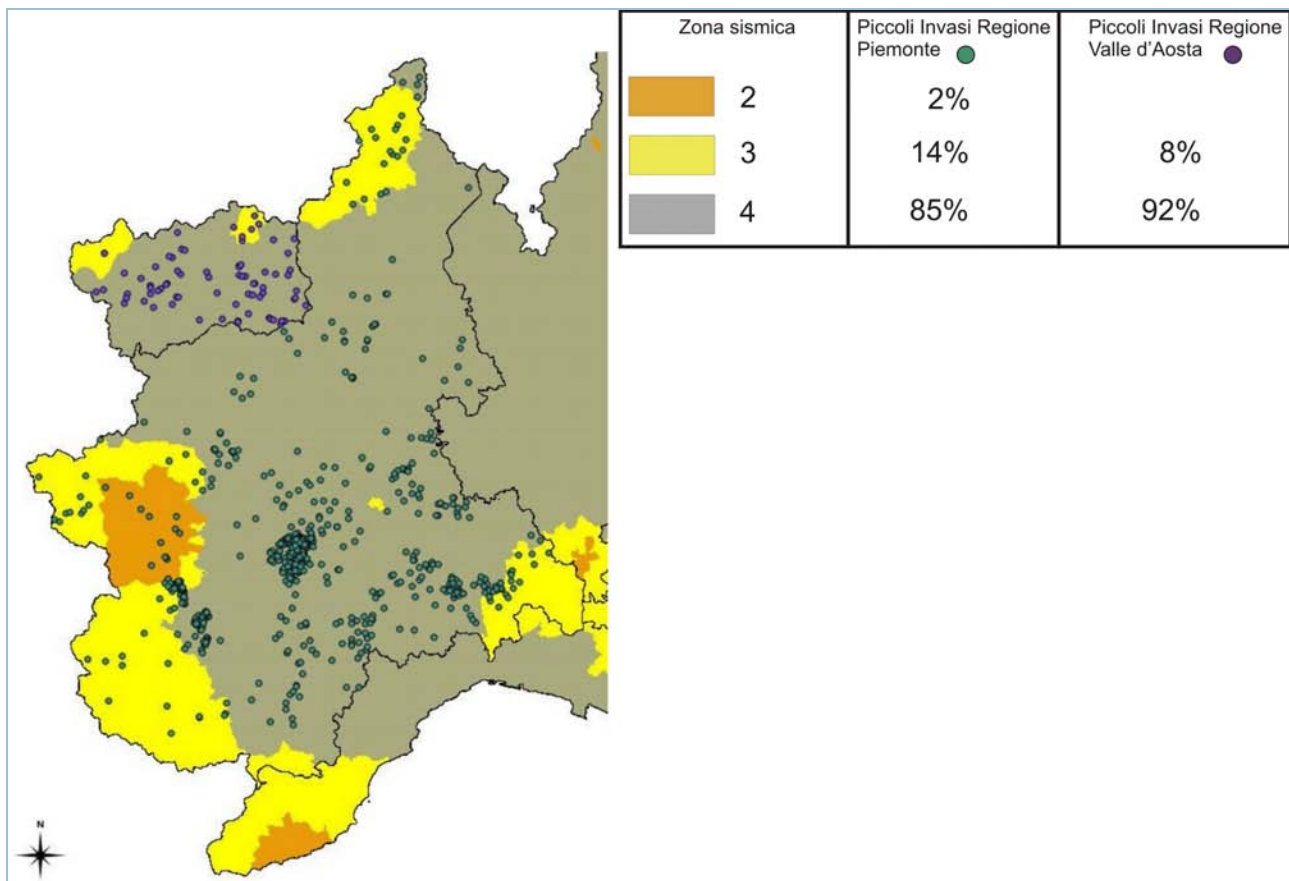 Zona sismica
Piccoli Invasi Regione
Piemonte
Piccoli Invasi Regione
Valle d’Aosta
2
2%
3
14%
8%
4
85%
92%
N